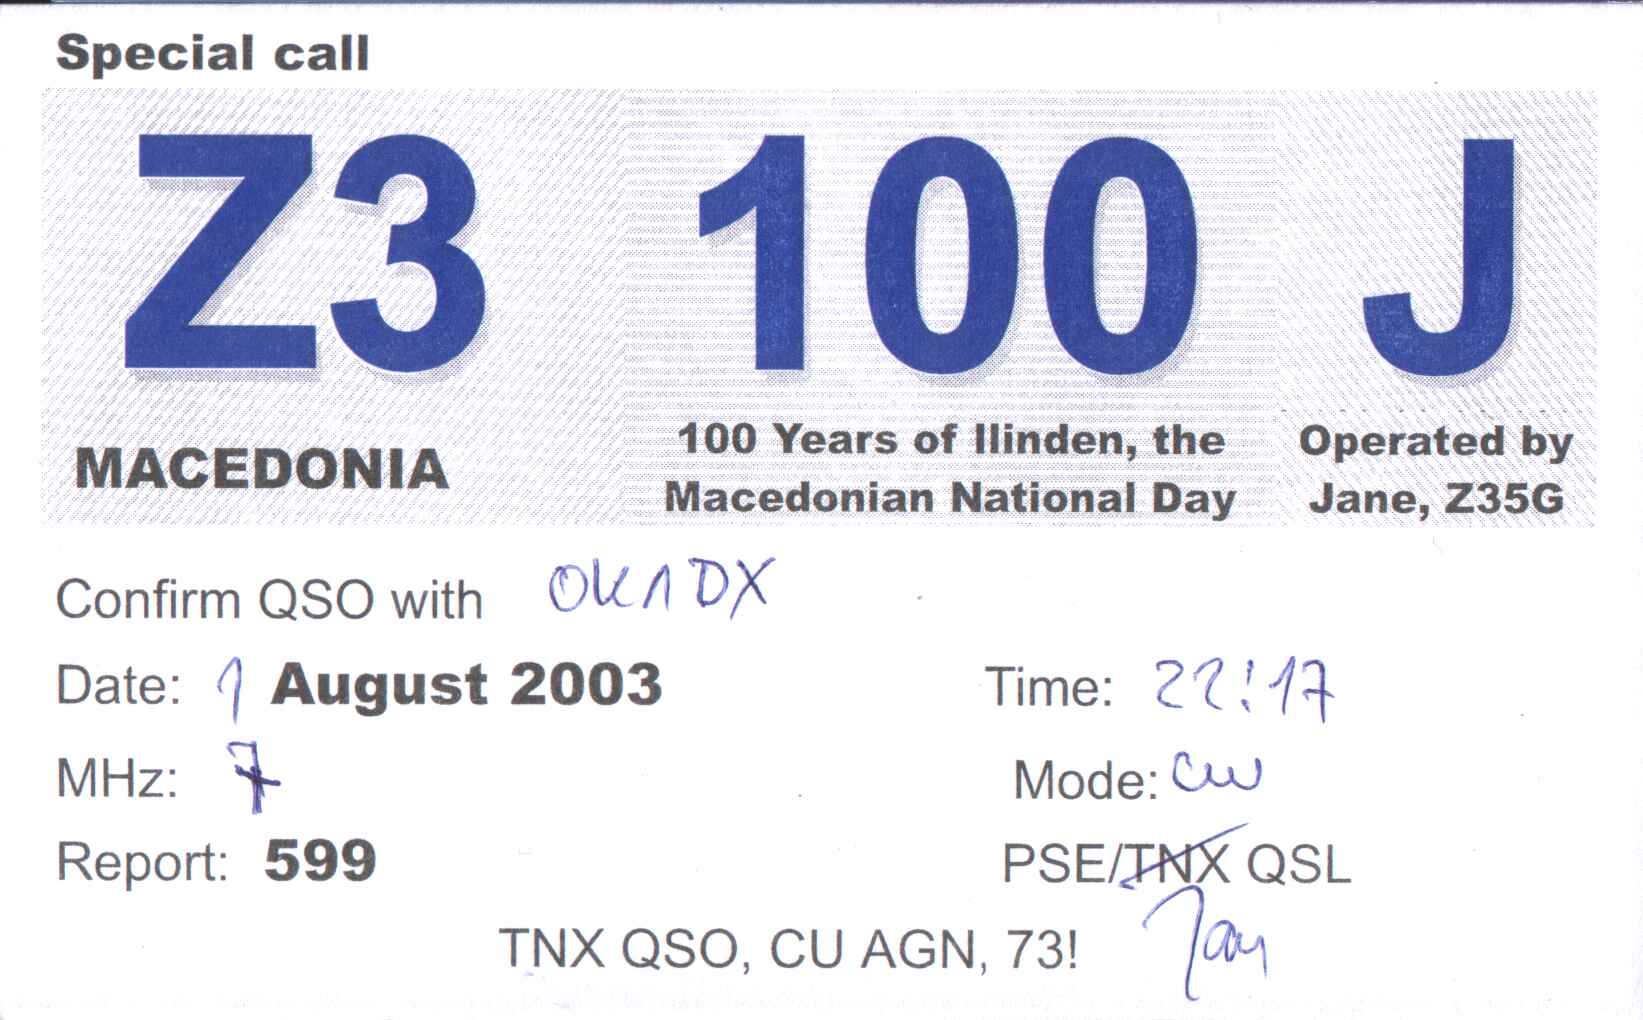 Special call
Z3 100 J
MACEDONIA
100 Years of Ilinden, the
Macedonian National Day
Operated by
Jane, Z35G
Confirm QSO with OK1DX
Date: 1 August 2003 Time: 22:17
MHz: 7 Mode: CW
Report: 599 PSE/TNX QSL
TNX QSO, CU AGN, 73!